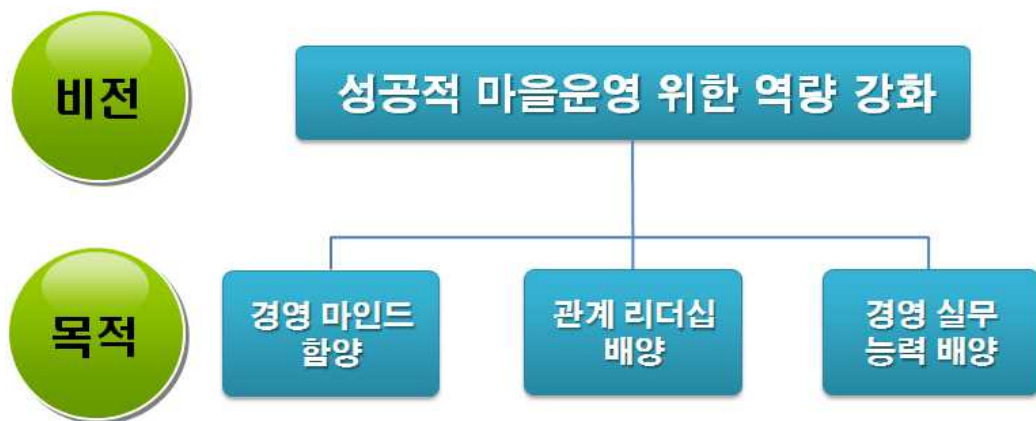 비전
성공적 마을운영 위한 역량 강화
목적
경영 마인드
함양
관계 리더십
배양
경영 실무
능력 배양